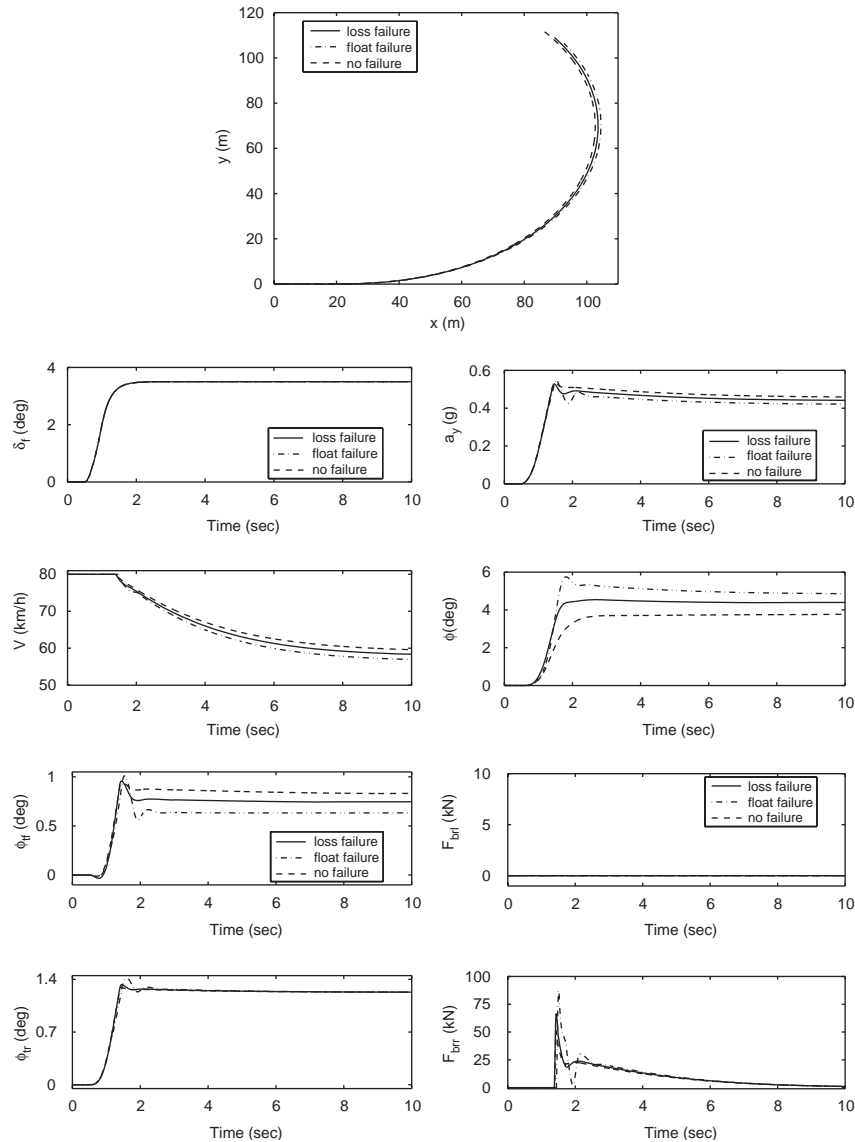 120
100
80
60
40
20
0
y (m)
loss failure
float failure
no failure
0 20 40 60 80 100
x (m)
4
2
0
δf (deg)
loss failure
float failure
no failure
0 2 4 6 8 10
Time (sec)
0.6
0.4
0.2
0
ay (g)
loss failure
float failure
no failure
0 2 4 6 8 10
Time (sec)
80
70
60
50
V (km/h)
0 2 4 6 8 10
Time (sec)
6
4
2
0
ϕ(deg)
0 2 4 6 8 10
Time (sec)
1
0.5
0
ϕtf (deg)
loss failure
float failure
no failure
0 2 4 6 8 10
Time (sec)
10
5
0
Fbrl (kN)
loss failure
float failure
no failure
0 2 4 6 8 10
Time (sec)
1.4
0.7
0
ϕtr (deg)
0 2 4 6 8 10
Time (sec)
100
75
50
25
0
Fbrr (kN)
0 2 4 6 8 10
Time (sec)